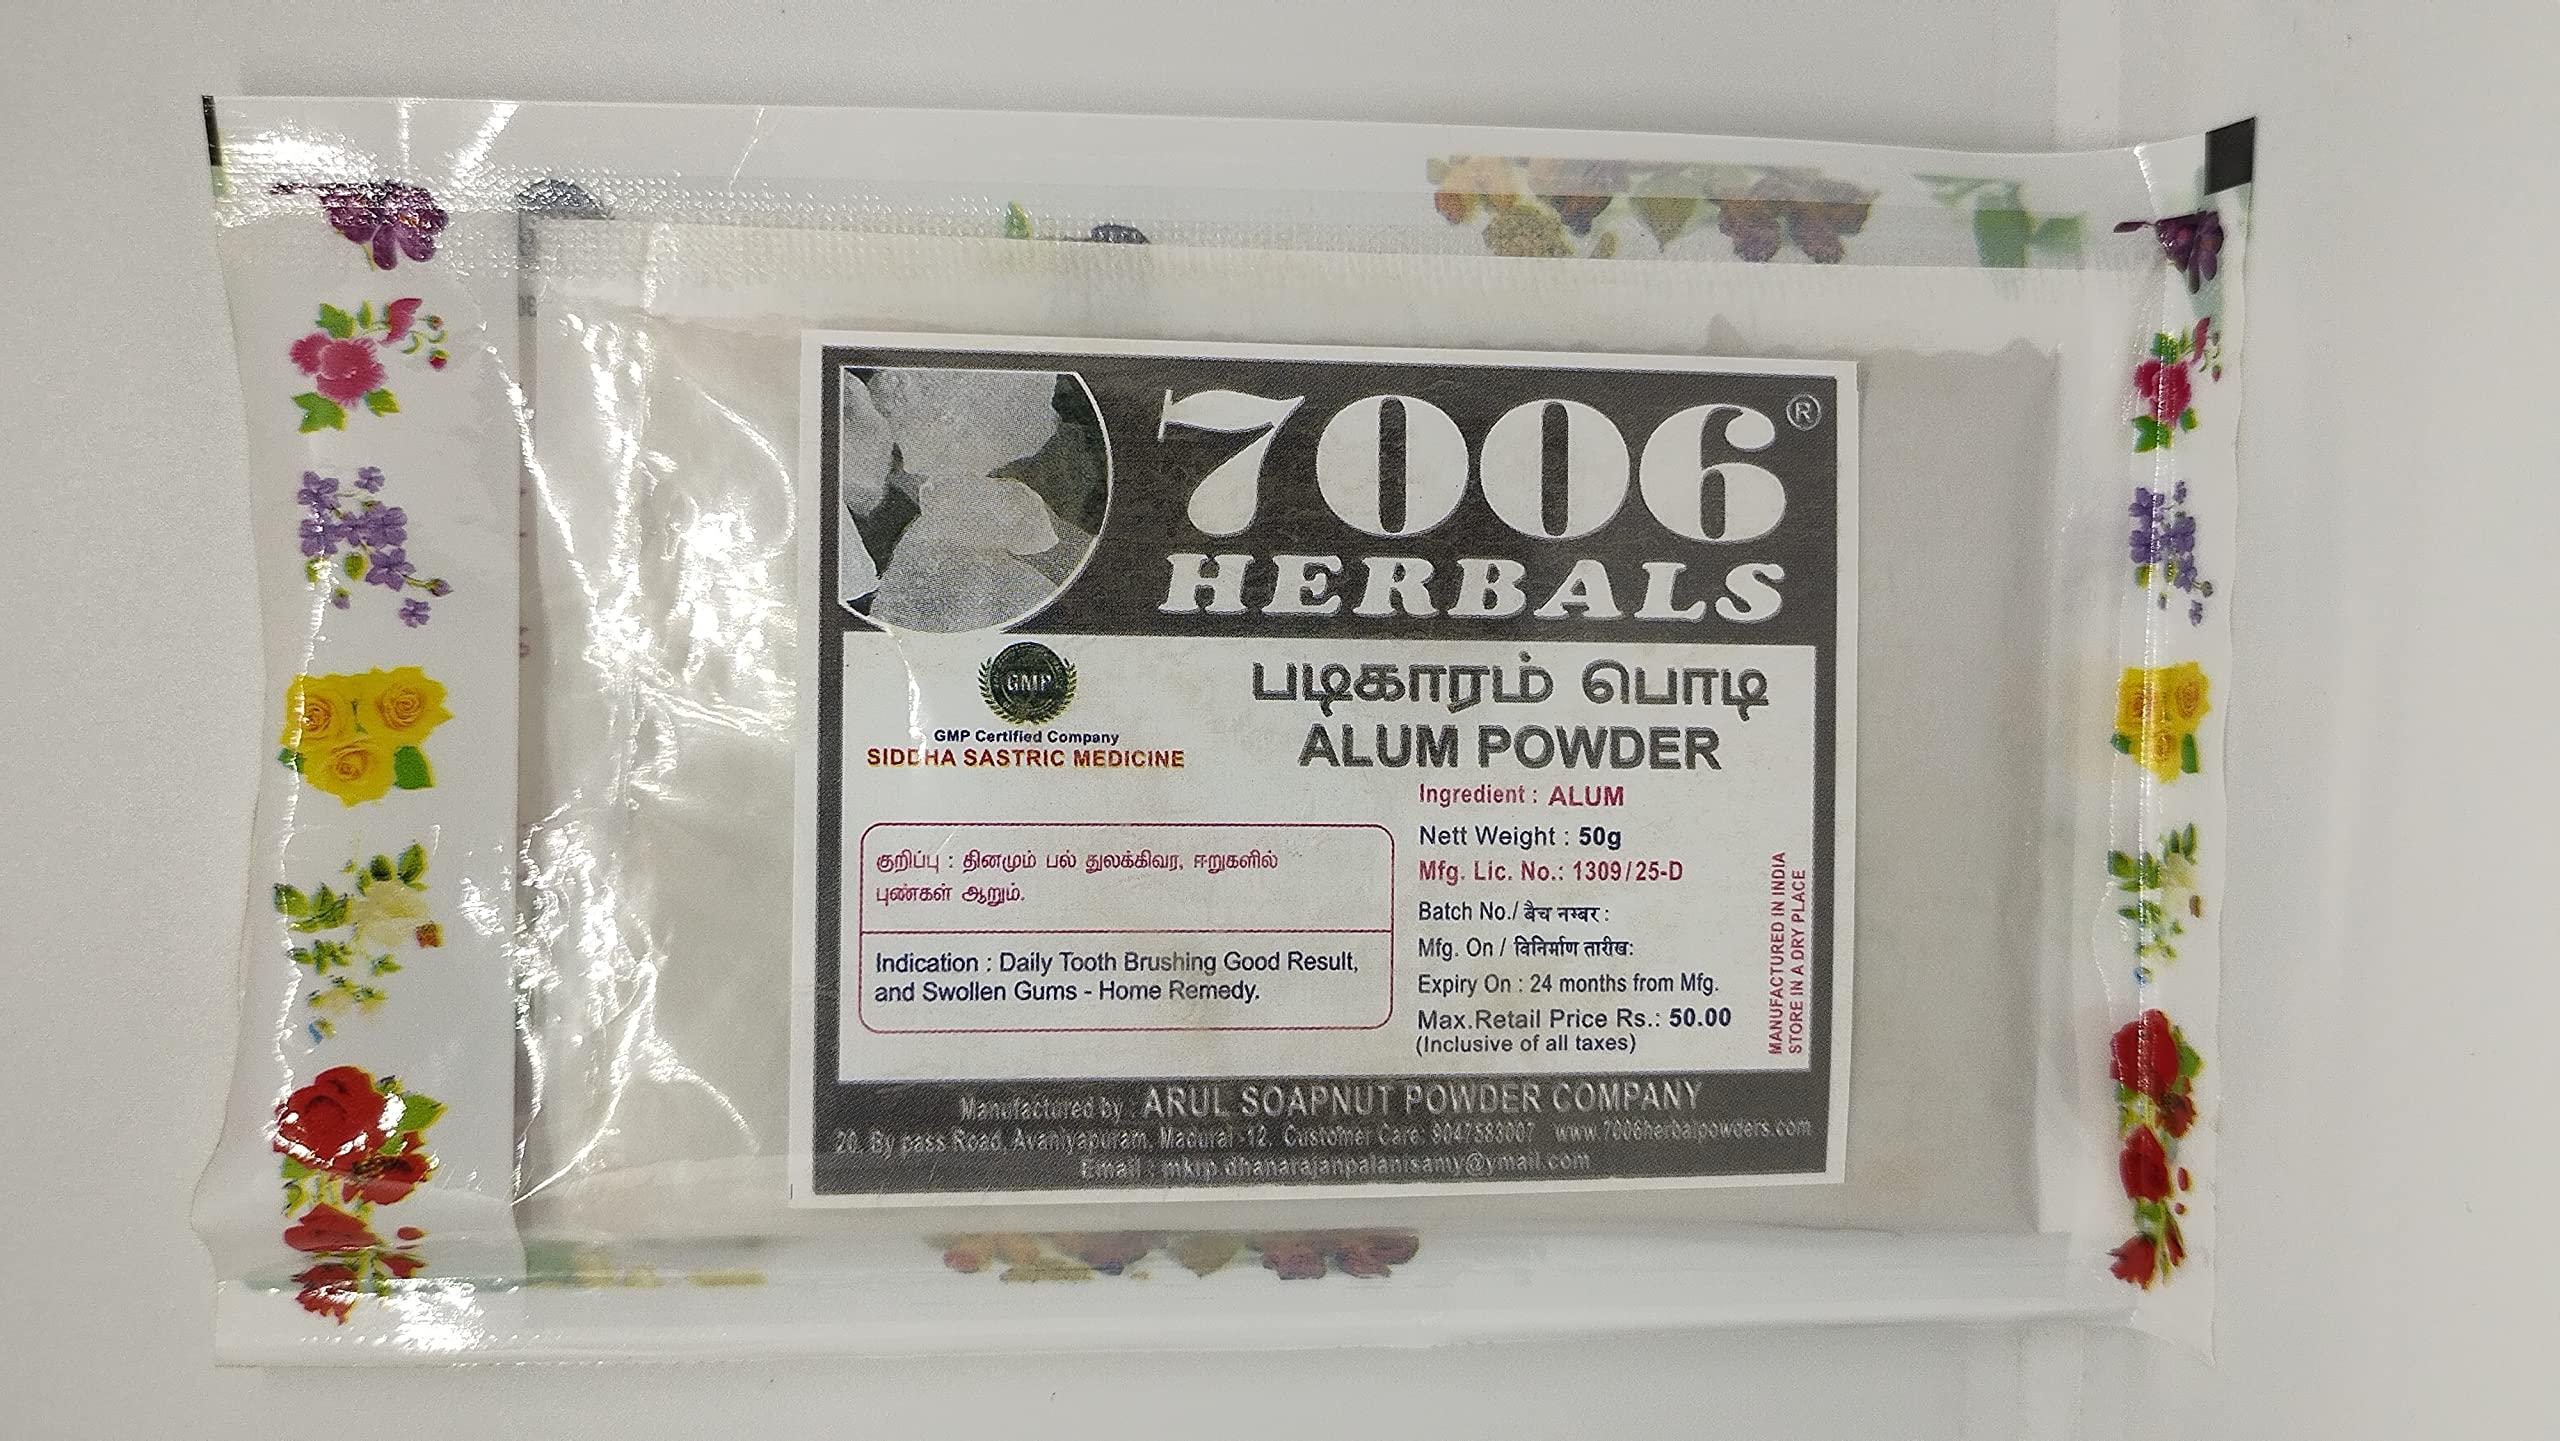 7006®
HERBALS
GMP
GMP Certified Company
SIDDHA SASTRIC MEDICINE
படிகாரம் பொடி
ALUM POWDER
குறிப்பு : தினமும் பல் துலக்கிவர, ஈறுகளில்
புண்கள் ஆறும்.
Indication : Daily Tooth Brushing Good Result,
and Swollen Gums - Home Remedy.
Ingredient : ALUM
Nett Weight : 50g
Mfg. Lic. No.: 1309/25-D
Batch No./ बैच नम्बर :
Mfg. On / विनिर्माण तारीख:
Expiry On : 24 months from Mfg.
Max.Retail Price Rs.: 50.00
(Inclusive of all taxes)
MANUFACTURED IN INDIA
STORE IN A DRY PLACE
Manufactured by : ARUL SOAPNUT POWDER COMPANY
20, By pass Road, Avaniyapuram, Madurai -12, Customer Care: 9047583007 www.7006herbalpowders.com
Email : mktp.dhanarajanpalanisamy@ymail.com